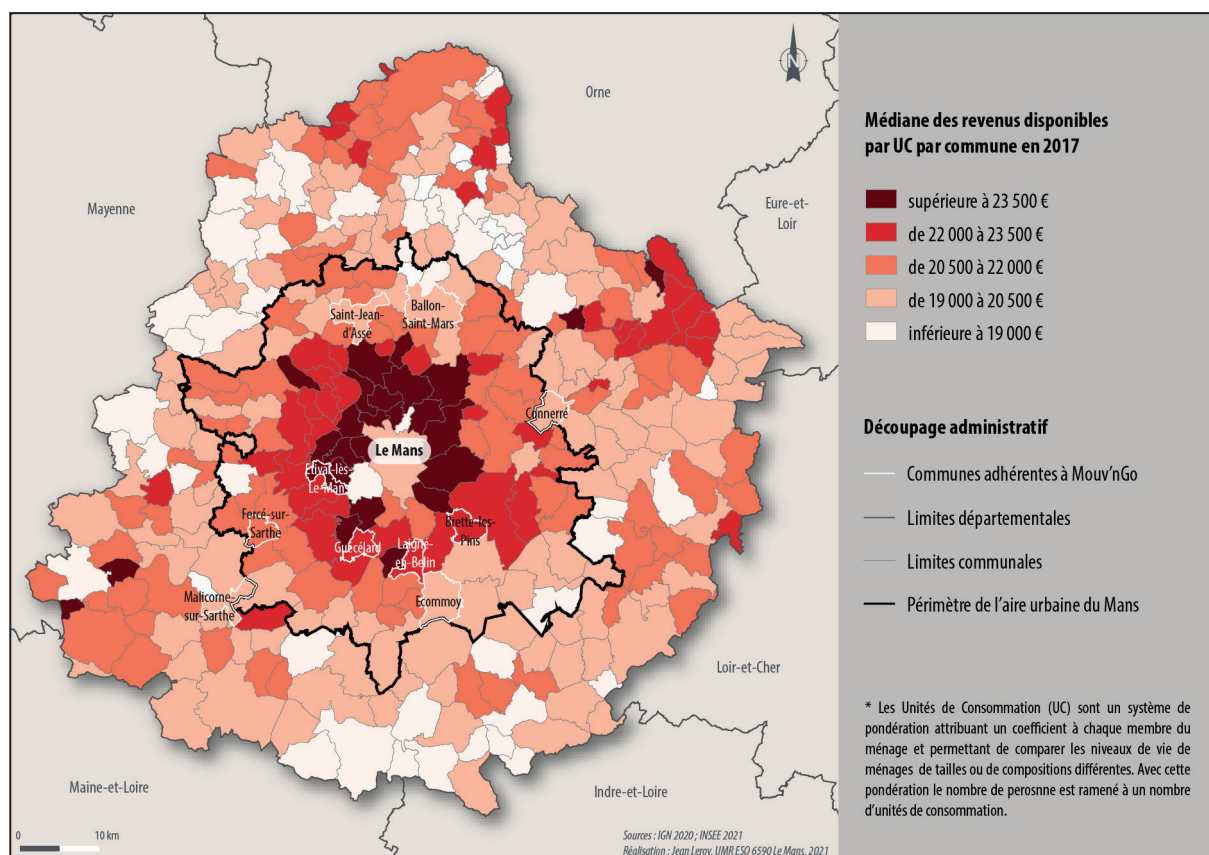 N
Orne
Mayenne
Eure-et-
Loir
Saint-Jean-
d'Assé
Ballon-
Saint-Mars
Connerré
Le Mans
Etival-lès-
Le-Mans
Fercé-sur-
Sarthe
Guécélard
Laigné-
en-Belin
Brette-les-
Pins
Malicorne-
sur-Sarthe
Ecommoy
Loir-et-Cher
Maine-et-Loire
Indre-et-Loire
0 10 km
Sources : IGN 2020 ; INSEE 2021
Réalisation : Jean Leroy, UMR ESO 6590 Le Mans, 2021
Médiane des revenus disponibles
par UC par commune en 2017
supérieure à 23 500 €
de 22 000 à 23 500 €
de 20 500 à 22 000 €
de 19 000 à 20 500 €
inférieure à 19 000 €
Découpage administratif
Communes adhérentes à Mouv'nGo
Limites départementales
Limites communales
Périmètre de l'aire urbaine du Mans
* Les Unités de Consommation (UC) sont un système de
pondération attribuant un coefficient à chaque membre du
ménage et permettant de comparer les niveaux de vie de
ménages de tailles ou de compositions différentes. Avec cette
pondération le nombre de perosnne est ramené à un nombre
d'unités de consommation.